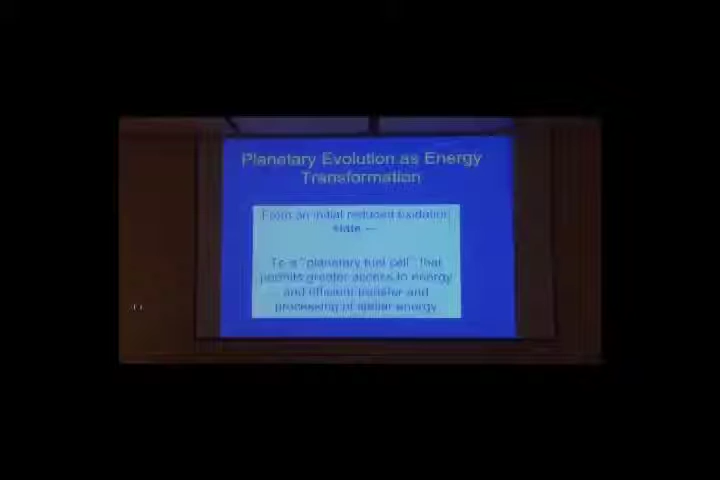 Planetary Evolution as Energy
Transformation
From an initial reduced oxidation
state —
To a "planetary fuel cell" that
permits greater access to energy
and efficient transfer and
processing of stellar energy